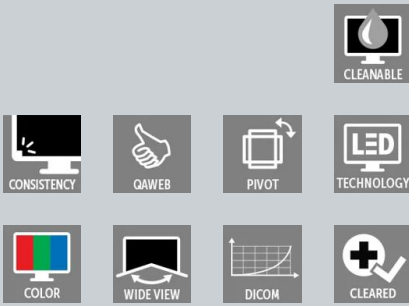 CLEANABLE
CONSISTENCY
QAWEB
PIVOT
LED
TECHNOLOGY
COLOR
WIDE VIEW
DICOM
CLEARED